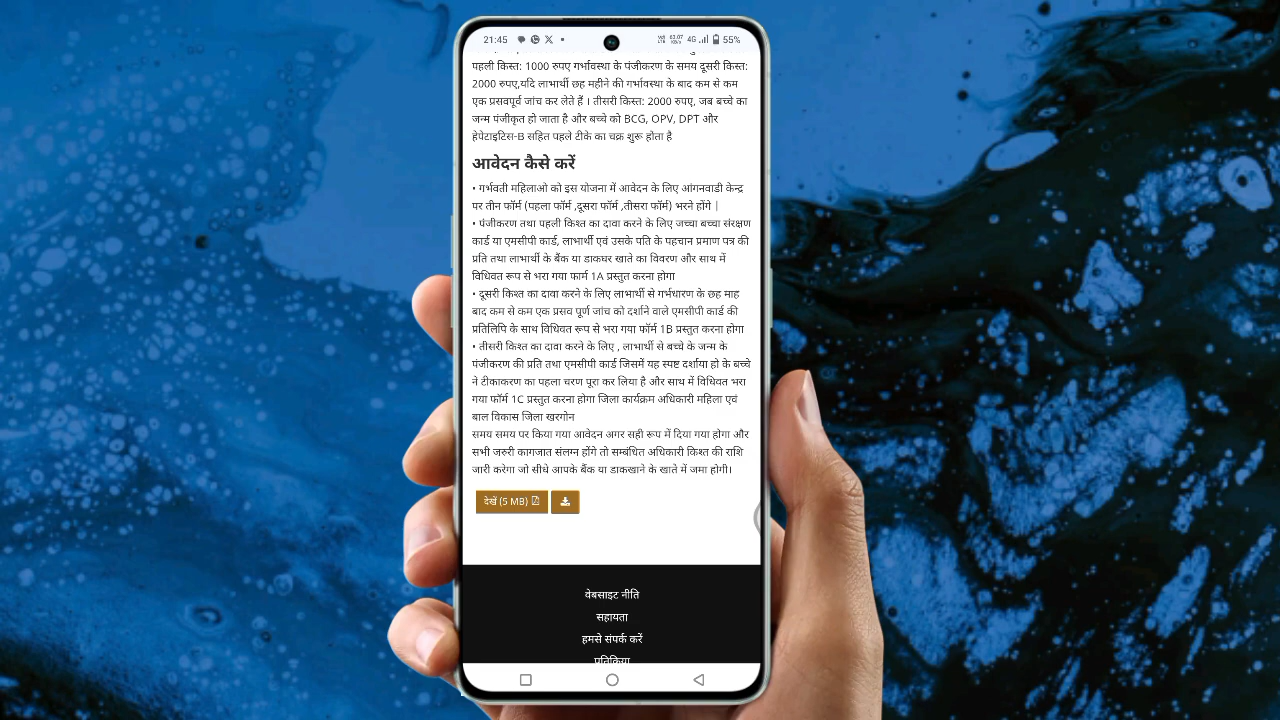 21:45
4G 55%
पहली किस्त: 1000 रुपए गर्भावस्था के पंजीकरण के समय दूसरी किस्त:
2000 रुपए,यदि लाभार्थी छह महीने की गर्भावस्था के बाद कम से कम
एक प्रसवपूर्व जांच कर लेते हैं । तीसरी किस्त: 2000 रुपए, जब बच्चे का
जन्म पंजीकृत हो जाता है और बच्चे को BCG, OPV, DPT और
हेपेटाइटिस-B सहित पहले टीके का चक्र शुरू होता है
आवेदन कैसे करें
• गर्भवती महिलाओ को इस योजना में आवेदन के लिए आंगनवाडी केन्द्र
पर तीन फॉर्म (पहला फॉर्म ,दूसरा फॉर्म ,तीसरा फॉर्म) भरने होंगे |
• पंजीकरण तथा पहली किश्त का दावा करने के लिए जच्चा बच्चा संरक्षण
कार्ड या एमसीपी कार्ड, लाभार्थी एवं उसके पति के पहचान प्रमाण पत्र की
प्रति तथा लाभार्थी के बैंक या डाकघर खाते का विवरण और साथ में
विधिवत रूप से भरा गया फार्म 1A प्रस्तुत करना होगा
• दूसरी किश्त का दावा करने के लिए लाभार्थी से गर्भधारण के छह माह
बाद कम से कम एक प्रसव पूर्ण जांच को दर्शाने वाले एमसीपी कार्ड की
प्रतिलिपि के साथ विधिवत रूप से भरा गया फॉर्म 1B प्रस्तुत करना होगा
• तीसरी किश्त का दावा करने के लिए , लाभार्थी से बच्चे के जन्म के
पंजीकरण की प्रति तथा एमसीपी कार्ड जिसमें यह स्पष्ट दर्शाया हो के बच्चे
ने टीकाकरण का पहला चरण पूरा कर लिया है और साथ में विधिवत भरा
गया फॉर्म 1C प्रस्तुत करना होगा जिला कार्यक्रम अधिकारी महिला एवं
बाल विकास जिला खरगोन
समय समय पर किया गया आवेदन अगर सही रूप में दिया गया होगा और
सभी जरुरी कागजात संलग्न होंगे तो सम्बंधित अधिकारी किश्त की राशि
जारी करेगा जो सीधे आपके बैंक या डाकखाने के खाते में जमा होगी।
देखें (5 MB)
वेबसाइट नीति
सहायता
हमसे संपर्क करें
प्रतिक्रिया